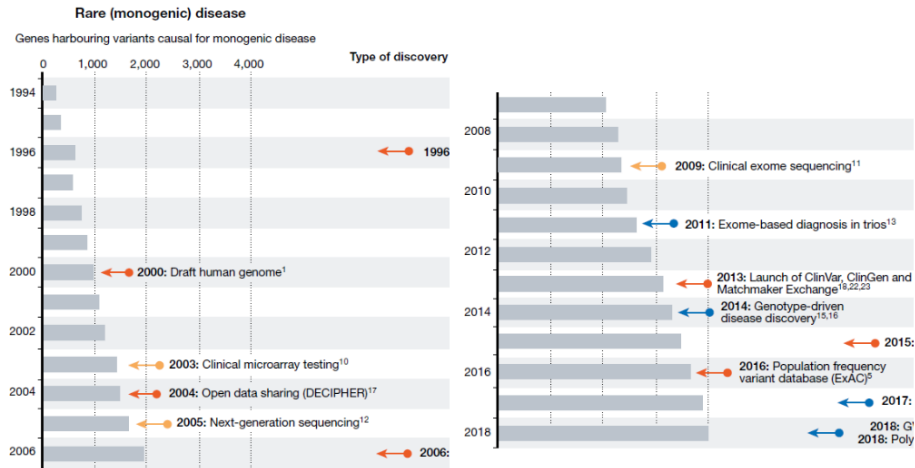 Rare (monogenic) disease
Genes harbouring variants causal for monogenic disease
Type of discovery
0 1,000 2,000 3,000 4,000
1994
1996
1996
1998
2000
2000: Draft human genome1
2002
2003: Clinical microarray testing10
2004
2004: Open data sharing (DECIPHER)17
2005: Next-generation sequencing12
2006
2006:
2008
2009: Clinical exome sequencing11
2010
2011: Exome-based diagnosis in trios13
2012
2013: Launch of ClinVar, ClinGen and
Matchmaker Exchange18,22,23
2014
2014: Genotype-driven
disease discovery15,16
2015:
2016
2016: Population frequency
variant database (ExAC)5
2017:
2018
2018: G
2018: Poly